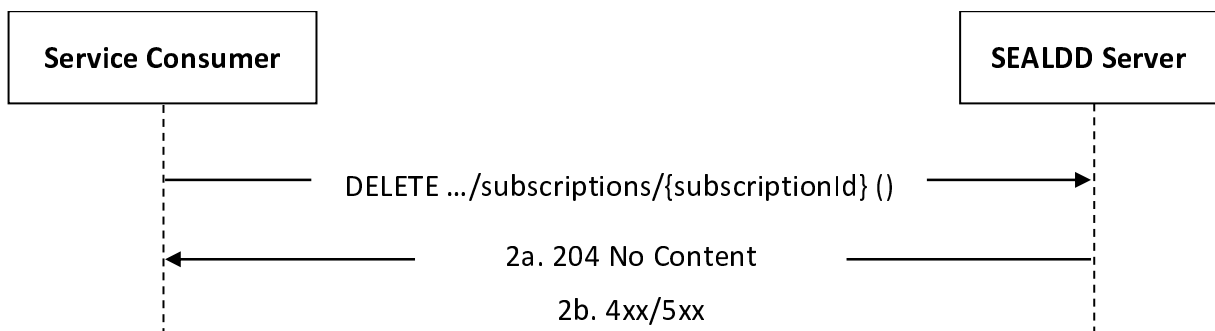 Service Consumer
SEALDD Server
DELETE .../subscriptions/{subscriptionId} ()
2a. 204 No Content
2b. 4xx/5xx